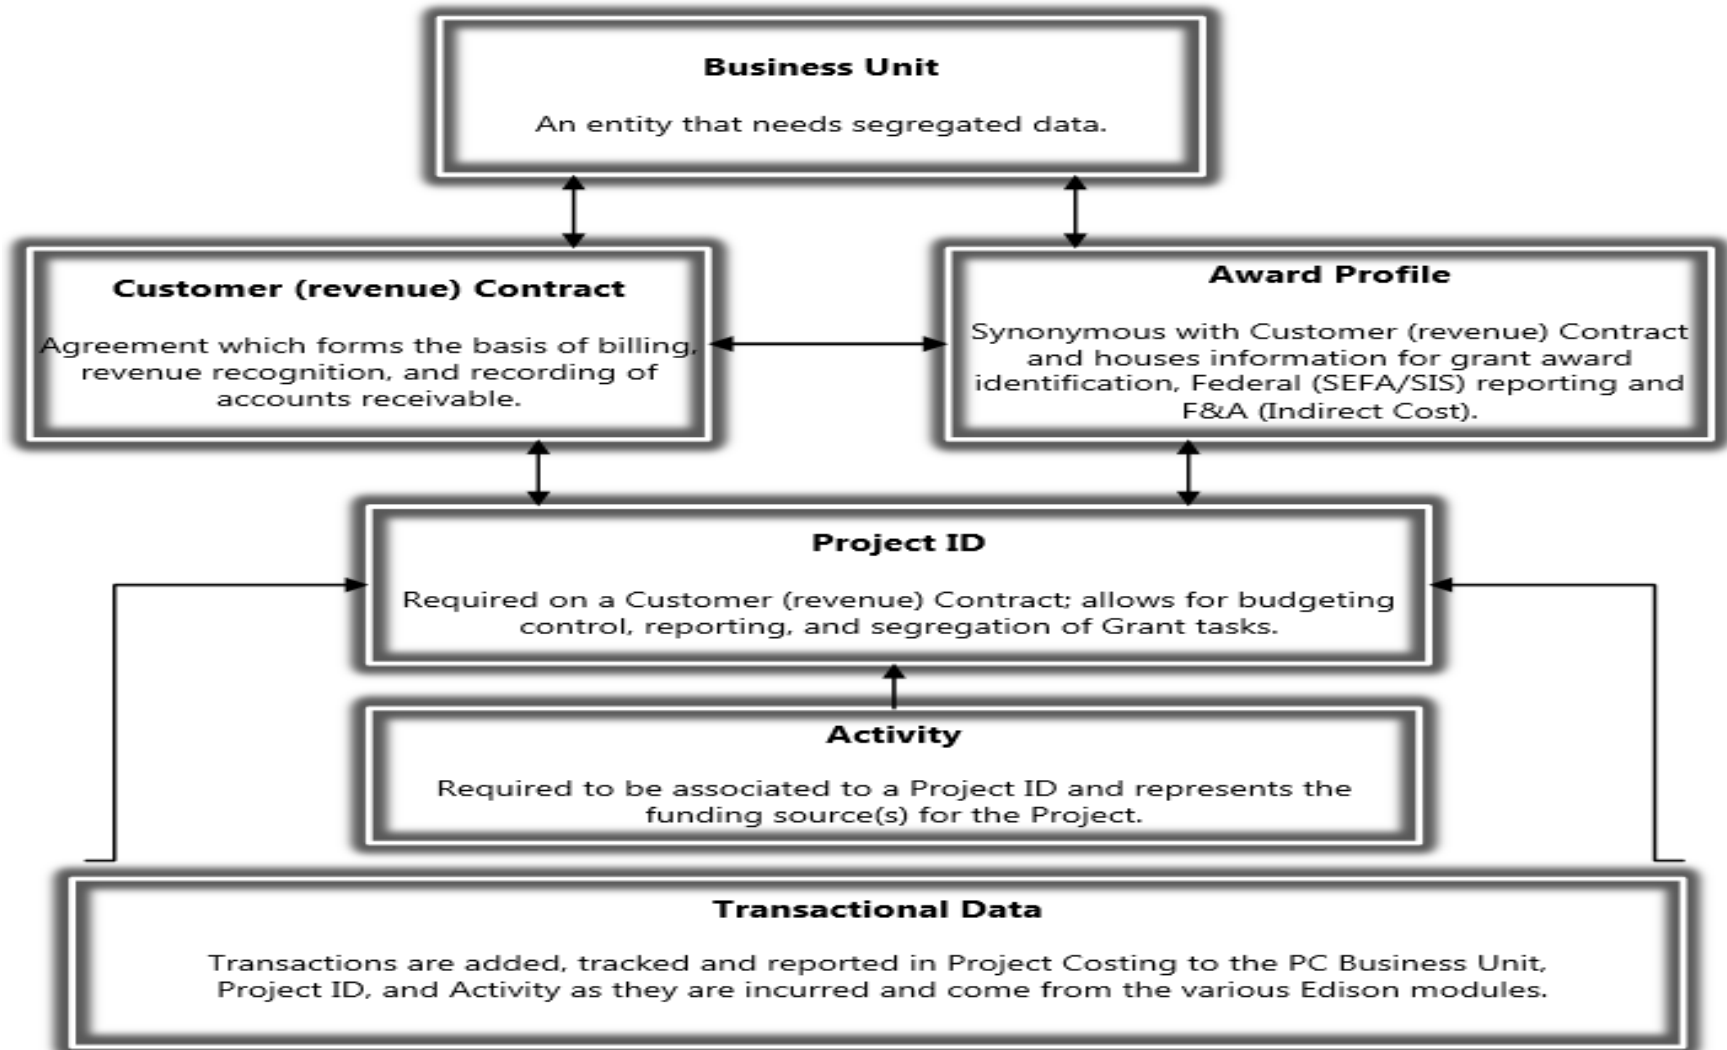 Business Unit
An entity that needs segregated data.
Customer (revenue) Contract
Agreement which forms the basis of billing,
revenue recognition, and recording of
accounts receivable.
Award Profile
Synonymous with Customer (revenue) Contract
and houses information for grant award
identification, Federal (SEFA/SIS) reporting and
F&A (Indirect Cost).
Project ID
Required on a Customer (revenue) Contract; allows for budgeting
control, reporting, and segregation of Grant tasks.
Activity
Required to be associated to a Project ID and represents the
funding source(s) for the Project.
Transactional Data
Transactions are added, tracked and reported in Project Costing to the PC Business Unit,
Project ID, and Activity as they are incurred and come from the various Edison modules.